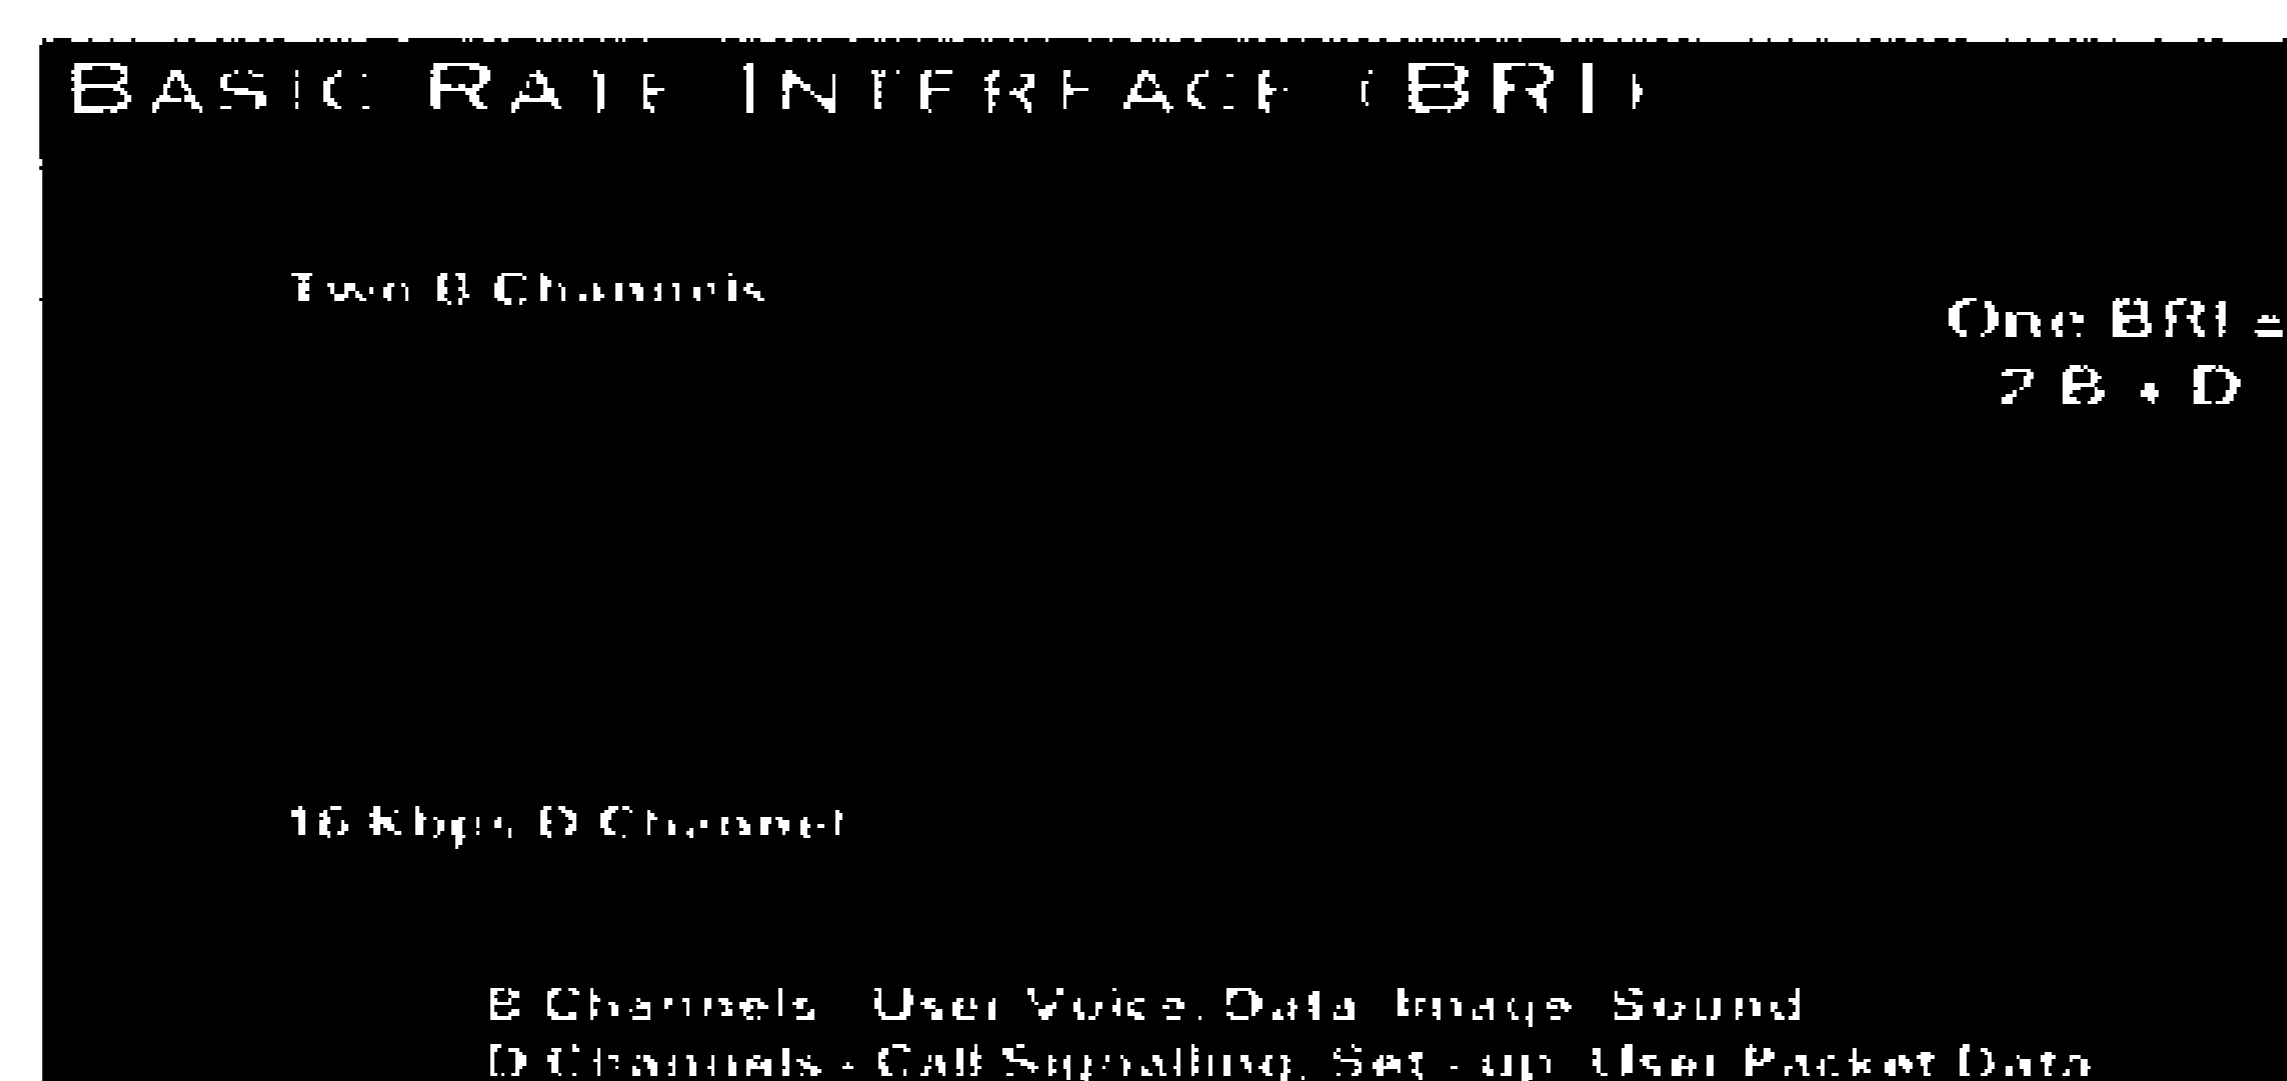 BASIC RATE INTERFACE (BRI)
Two B Channels
One BRI =
2B + D
16 Kbps D Channel
B Channels User Voice, Data Image Sound
D Channels - Call Signalling, Set - up User Packet Data